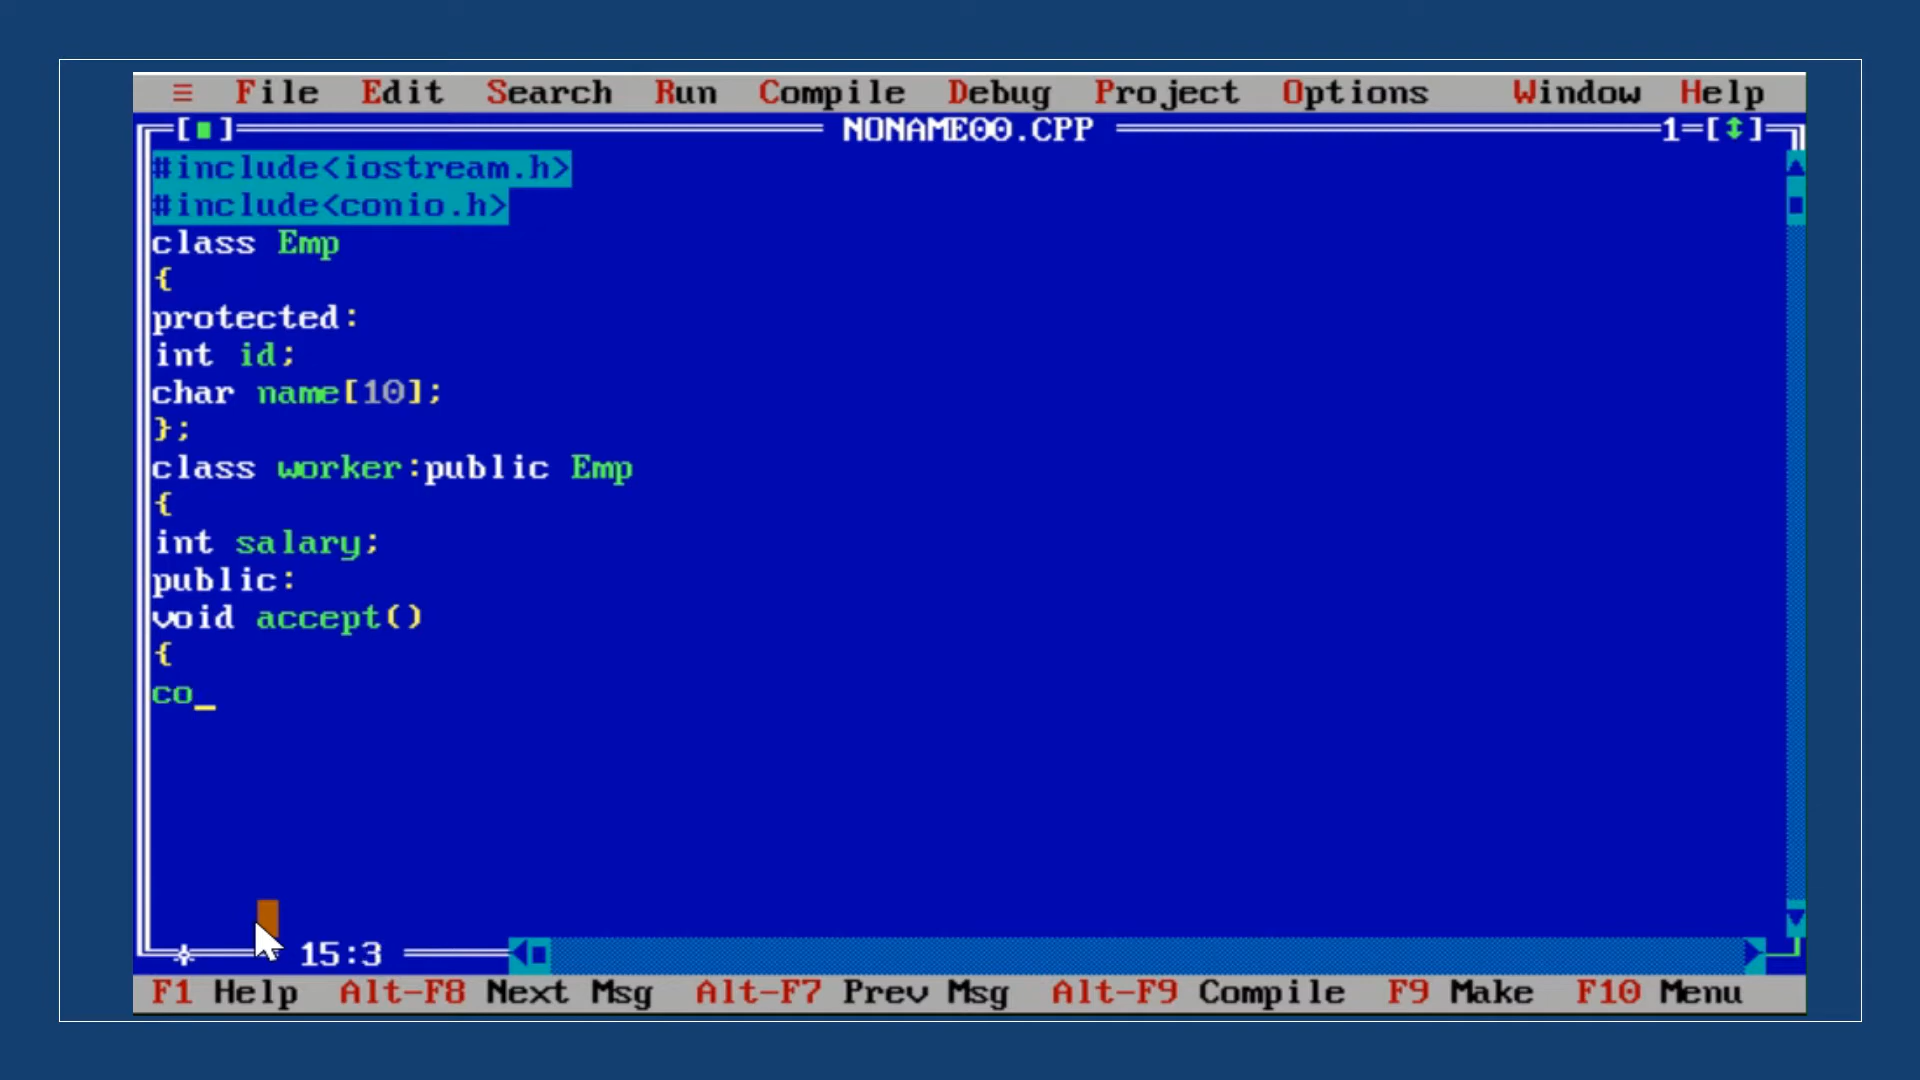 ≡ File Edit Search Run Compile Debug Project Options Window Help
[■] NONAME00.CPP 1=[↕]
#include<iostream.h>
#include<conio.h>
class Emp
{
protected:
int id;
char name[10];
};
class worker:public Emp
{
int salary;
public:
void accept()
{
co_
15:3
F1 Help Alt-F8 Next Msg Alt-F7 Prev Msg Alt-F9 Compile F9 Make F10 Menu